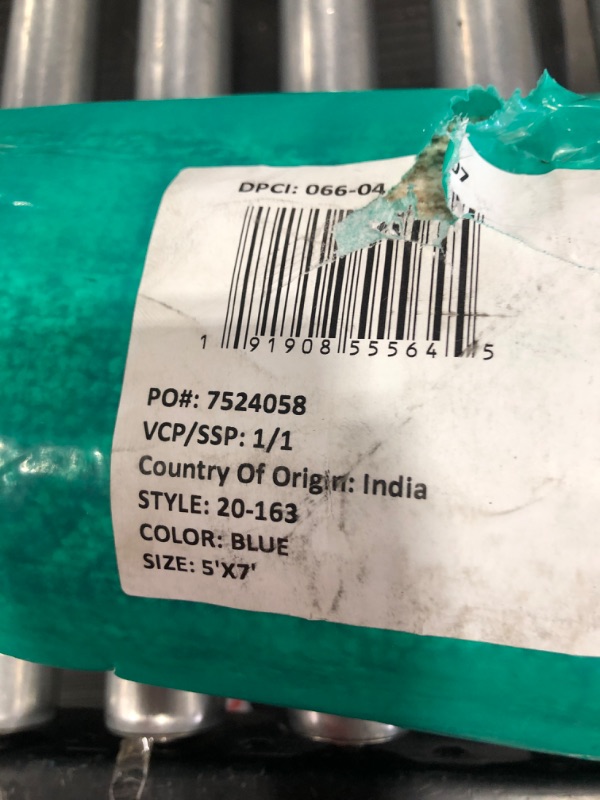 DPCI: 066-04
07
1 91908 55564 5
PO#: 7524058
VCP/SSP: 1/1
Country Of Origin: India
STYLE: 20-163
COLOR: BLUE
SIZE: 5'X7'